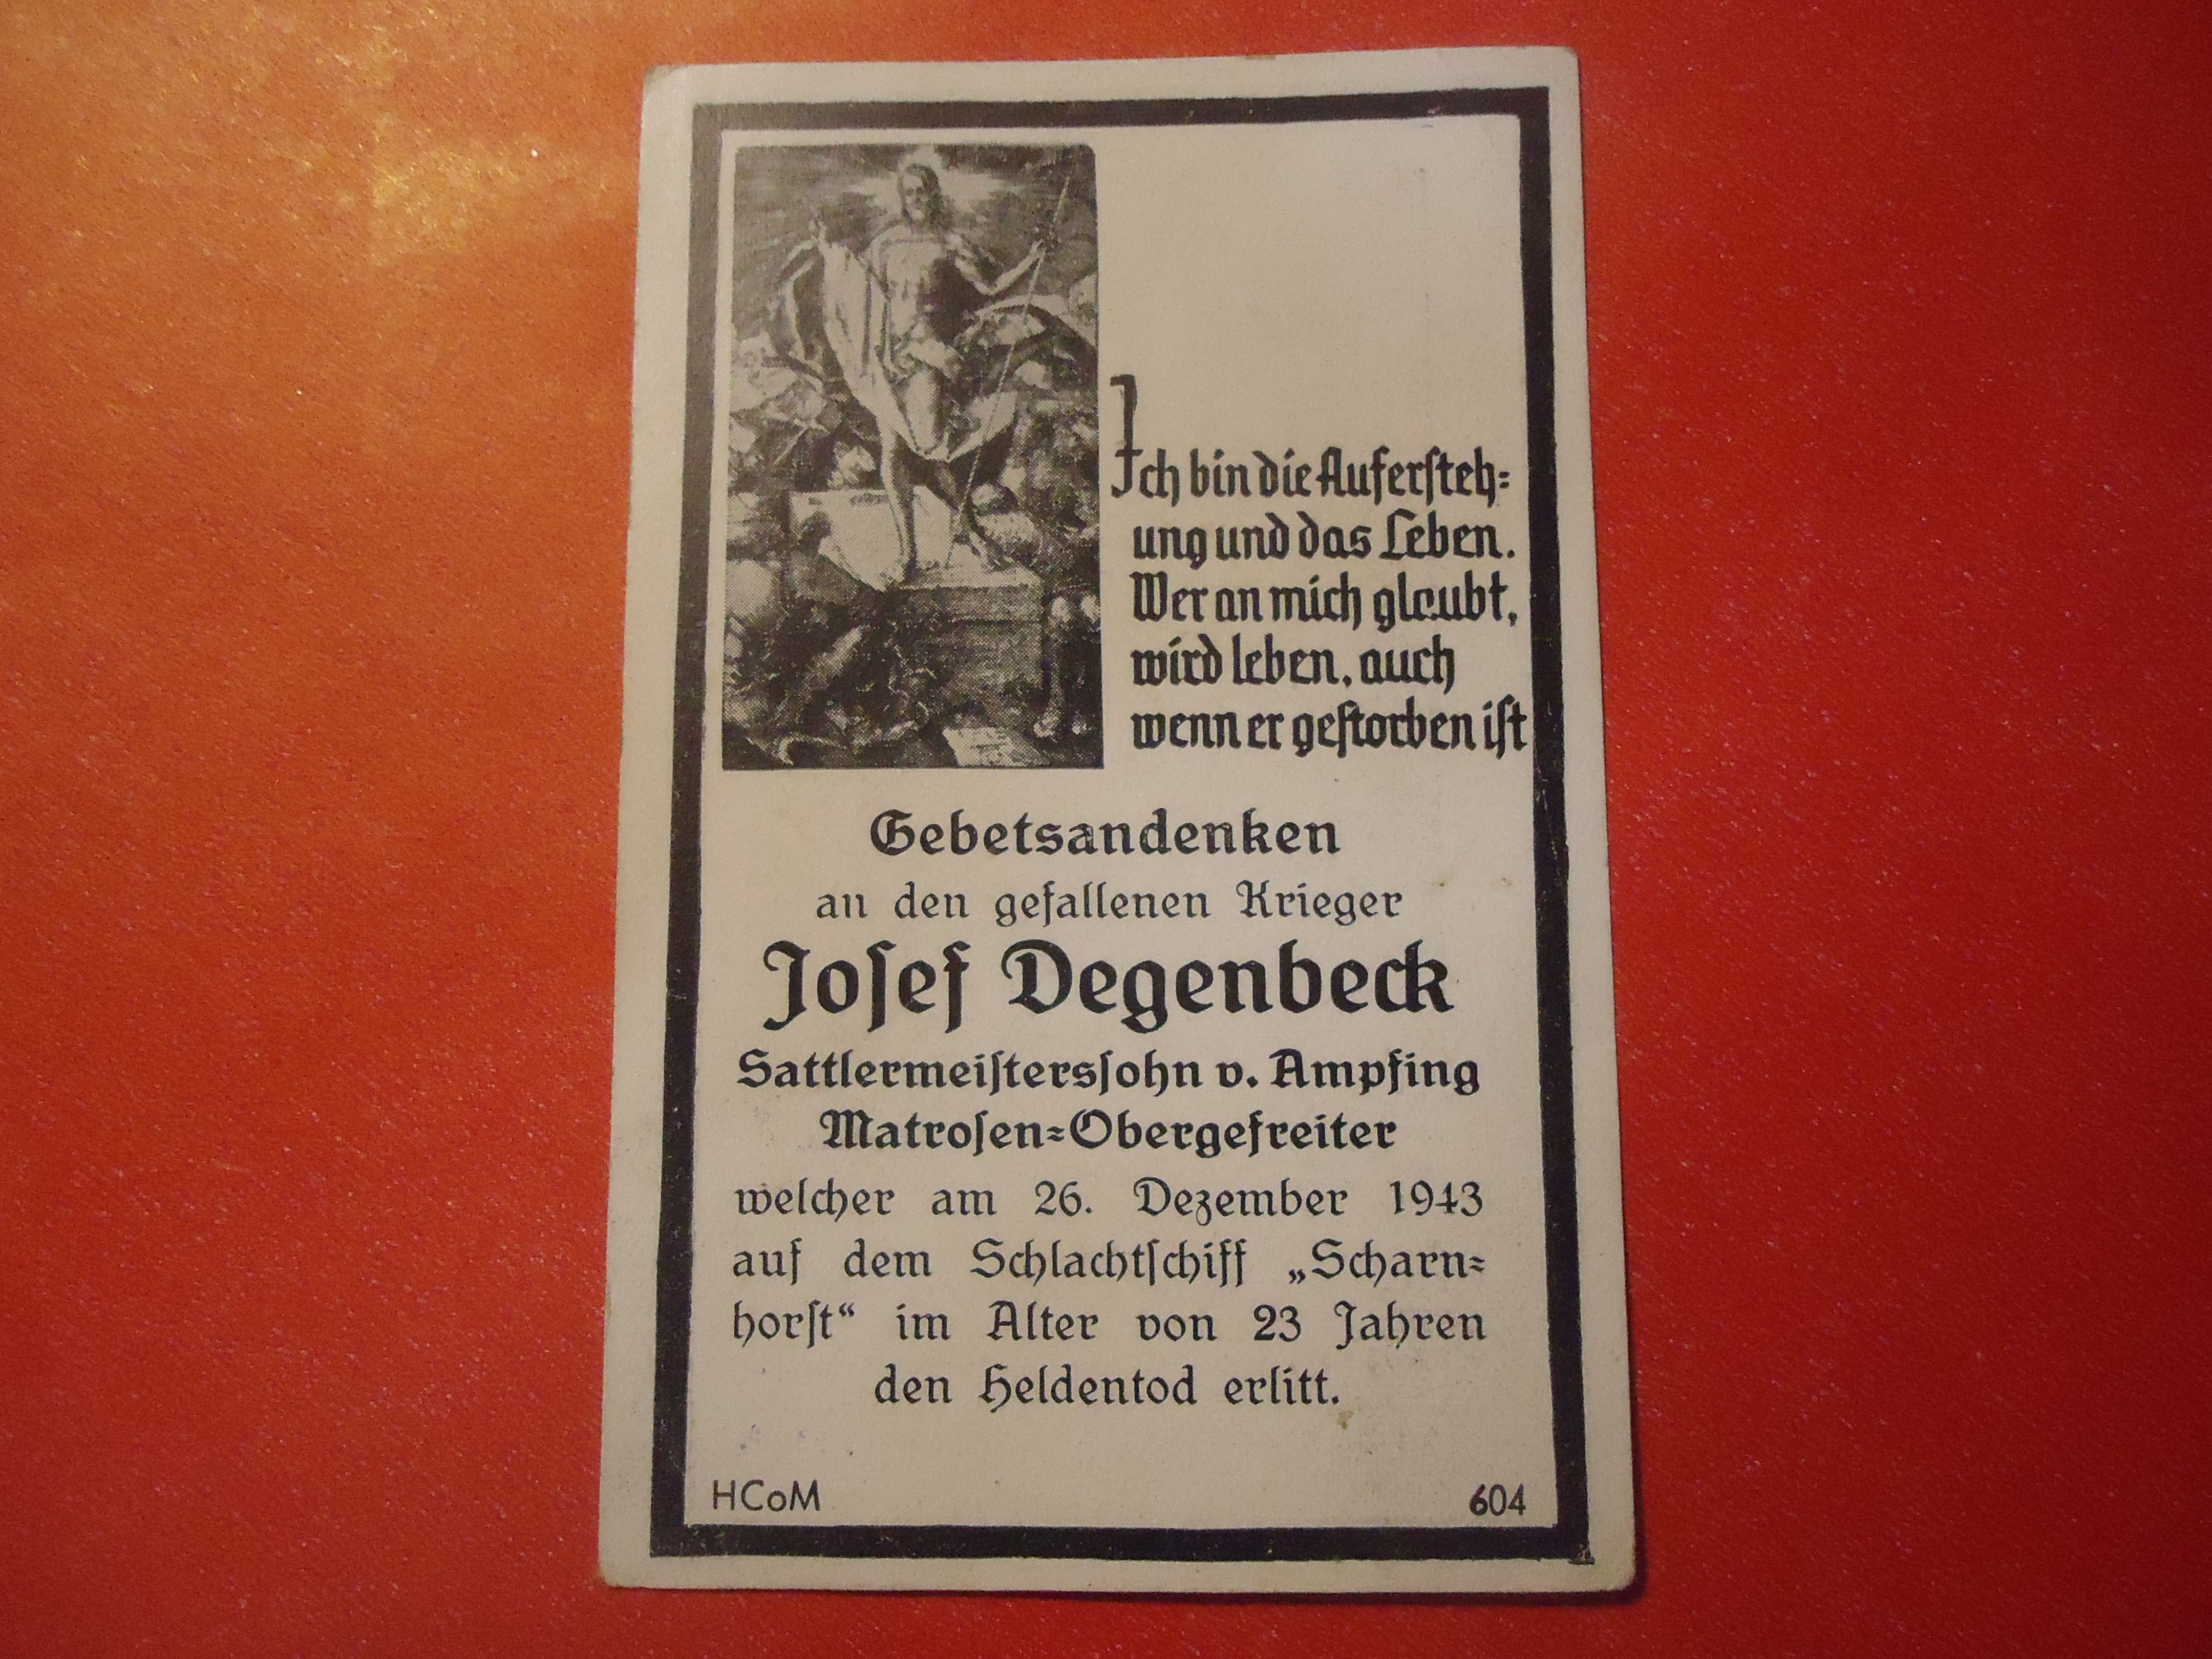 Ich bin die Aufersteh=
ung und das Leben.
Wer an mich glaubt,
wird leben, auch
wenn er gestorben ist
Gebetsandenken
an den gefallenen Krieger
Josef Degenbeck
Sattlermeisterssohn v. Ampfing
Matrosen=Obergefreiter
welcher am 26. Dezember 1943
auf dem Schlachtschiff „Scharn=
horst“ im Alter von 23 Jahren
den Heldentod erlitt.
HCoM 604